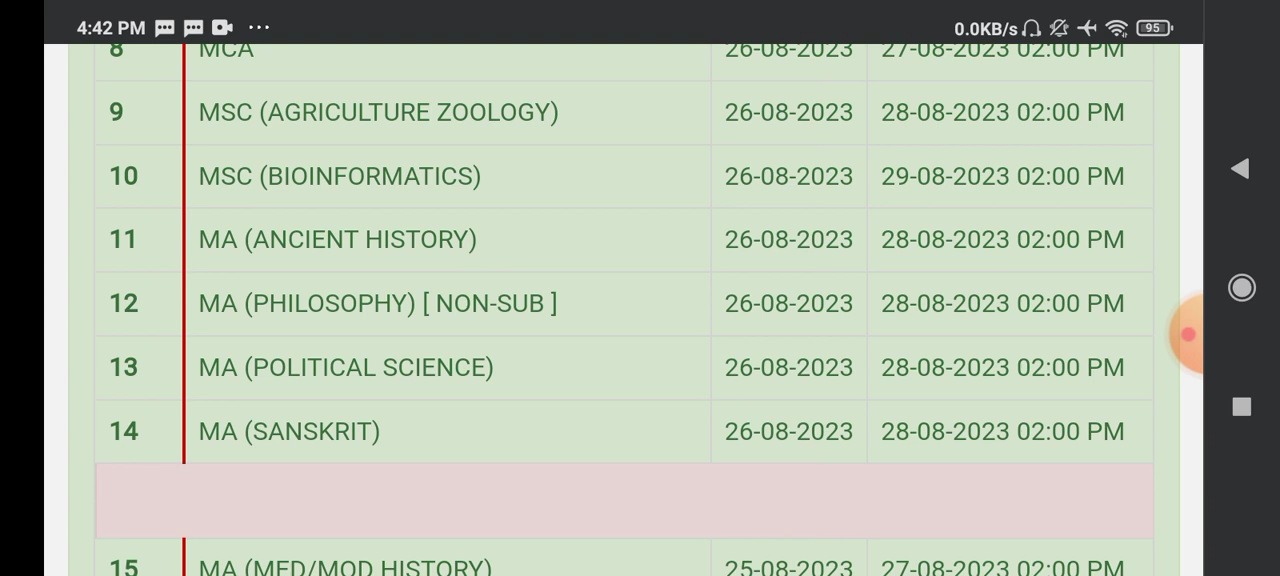 4:42 PM ... 0.0KB/s 95
8 MCA 26-08-2023 27-08-2023 02:00 PM
9 MSC (AGRICULTURE ZOOLOGY) 26-08-2023 28-08-2023 02:00 PM
10 MSC (BIOINFORMATICS) 26-08-2023 29-08-2023 02:00 PM
11 MA (ANCIENT HISTORY) 26-08-2023 28-08-2023 02:00 PM
12 MA (PHILOSOPHY) [ NON-SUB ] 26-08-2023 28-08-2023 02:00 PM
13 MA (POLITICAL SCIENCE) 26-08-2023 28-08-2023 02:00 PM
14 MA (SANSKRIT) 26-08-2023 28-08-2023 02:00 PM
15 MA (MED/MOD HISTORY) 25-08-2023 27-08-2023 02:00 PM